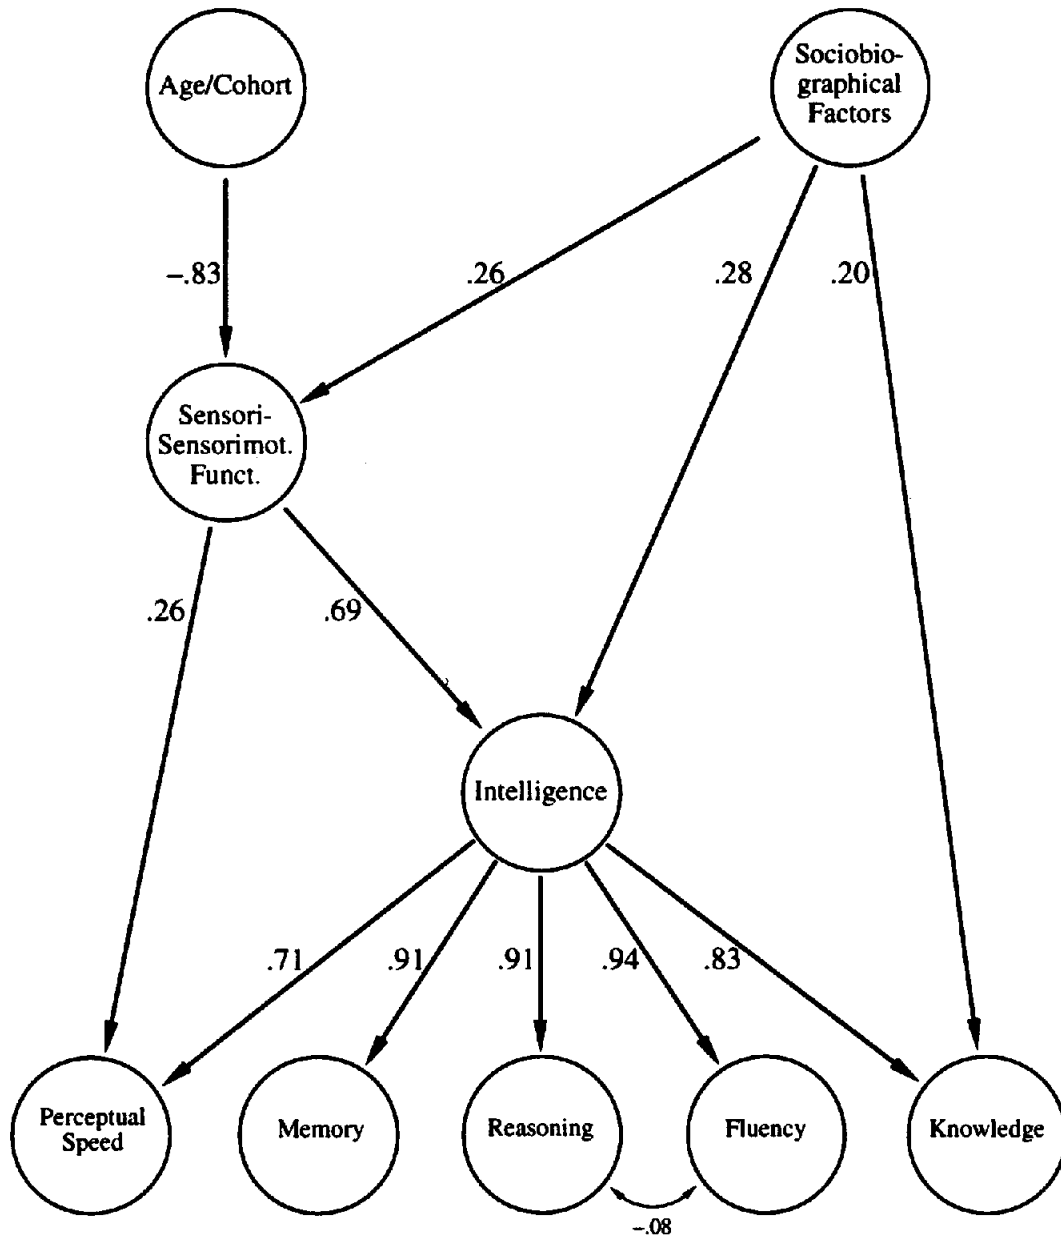 Age/Cohort
Sociobio-
graphical
Factors
–.83
.26
.28
.20
Sensori-
Sensorimot.
Funct.
.26
.69
Intelligence
.71
.91
.91
.94
.83
Perceptual
Speed
Memory
Reasoning
Fluency
Knowledge
–.08